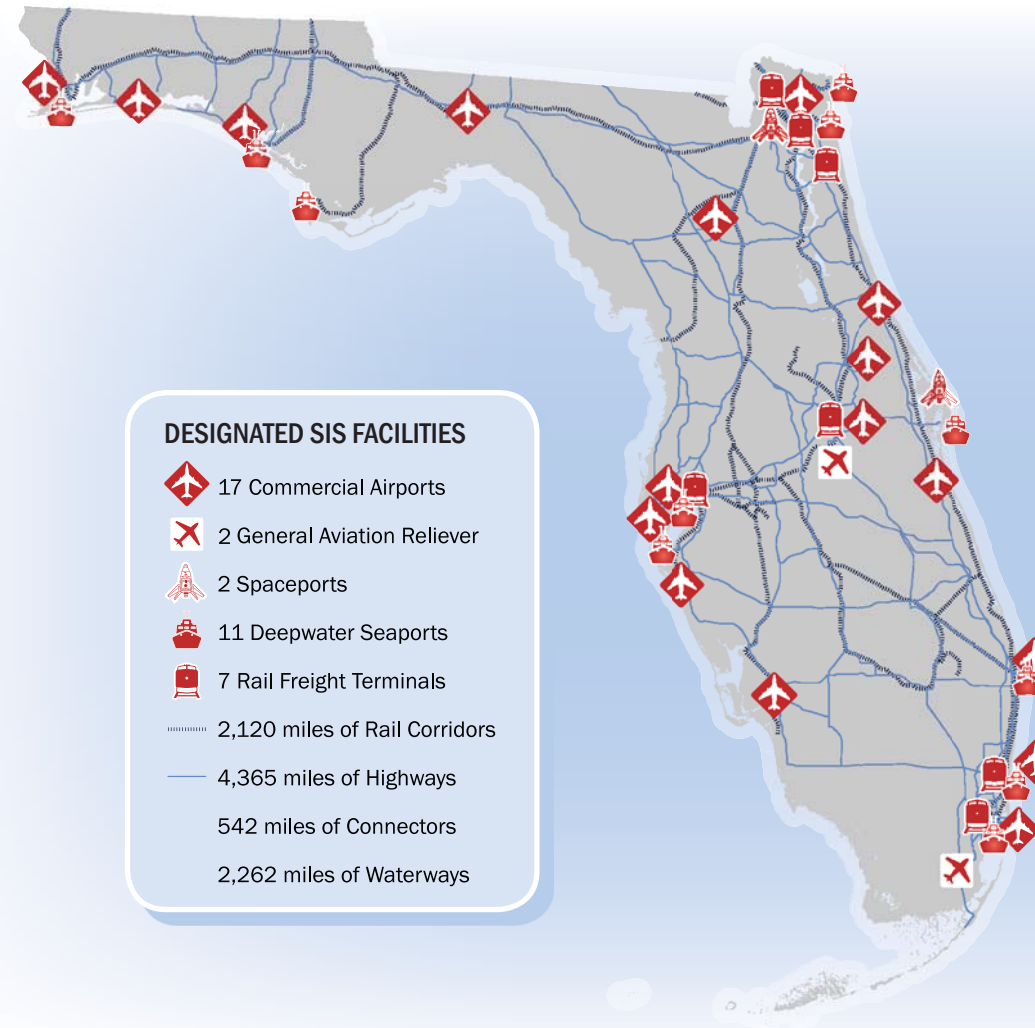 DESIGNATED SIS FACILITIES
17 Commercial Airports
2 General Aviation Reliever
2 Spaceports
11 Deepwater Seaports
7 Rail Freight Terminals
2,120 miles of Rail Corridors
4,365 miles of Highways
542 miles of Connectors
2,262 miles of Waterways